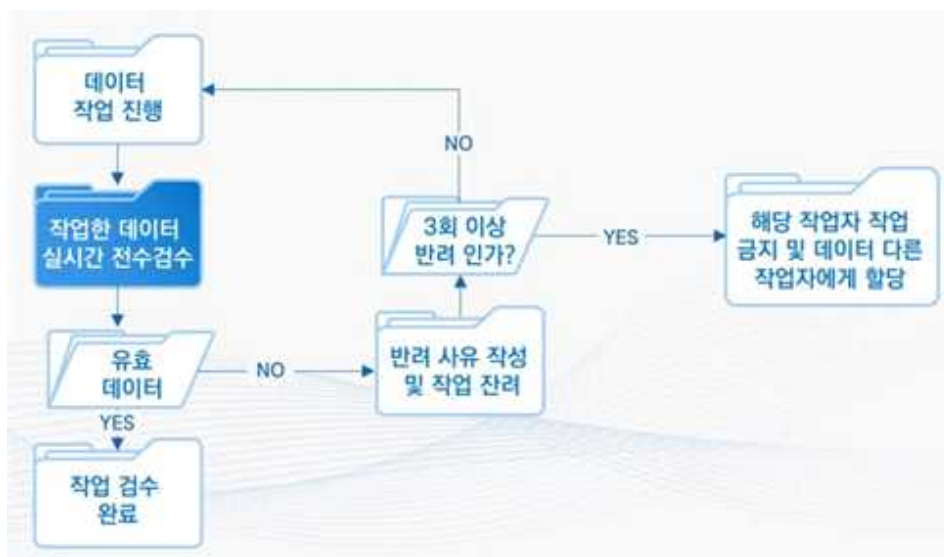 데이터
작업 진행
NO
작업한 데이터
실시간 전수검수
3회 이상
반려 인가?
YES
해당 작업자 작업
금지 및 데이터 다른
작업자에게 할당
유효
데이터
NO
반려 사유 작성
및 작업 잔려
YES
작업 검수
완료